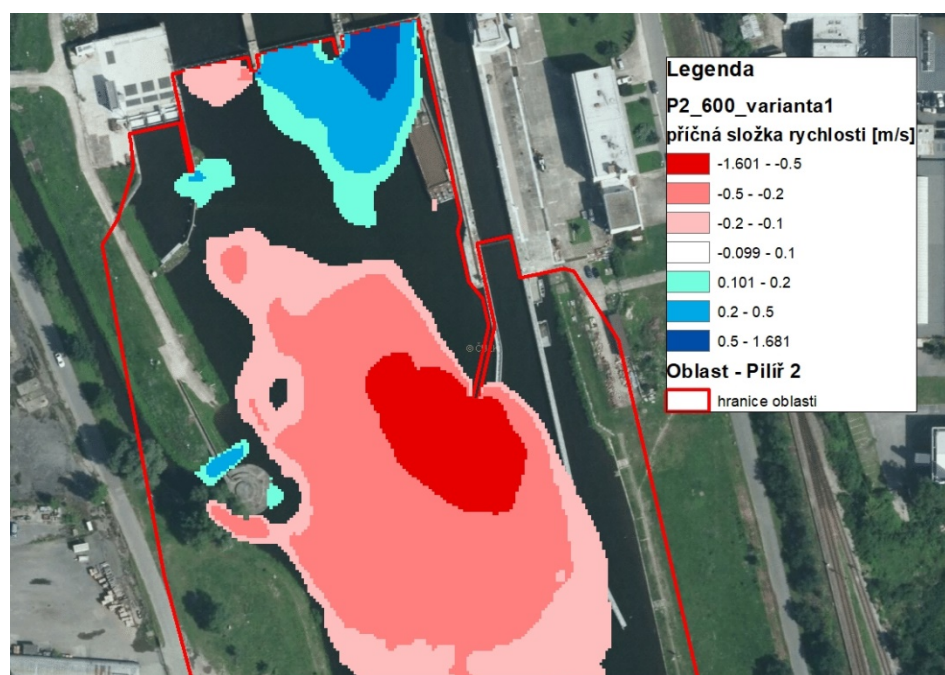 Legenda
P2_600_varianta1
příčná složka rychlosti [m/s]
-1.601 - -0.5
-0.5 - -0.2
-0.2 - -0.1
-0.099 - 0.1
0.101 - 0.2
0.2 - 0.5
0.5 - 1.681
Oblast - Pilíř 2
hranice oblasti